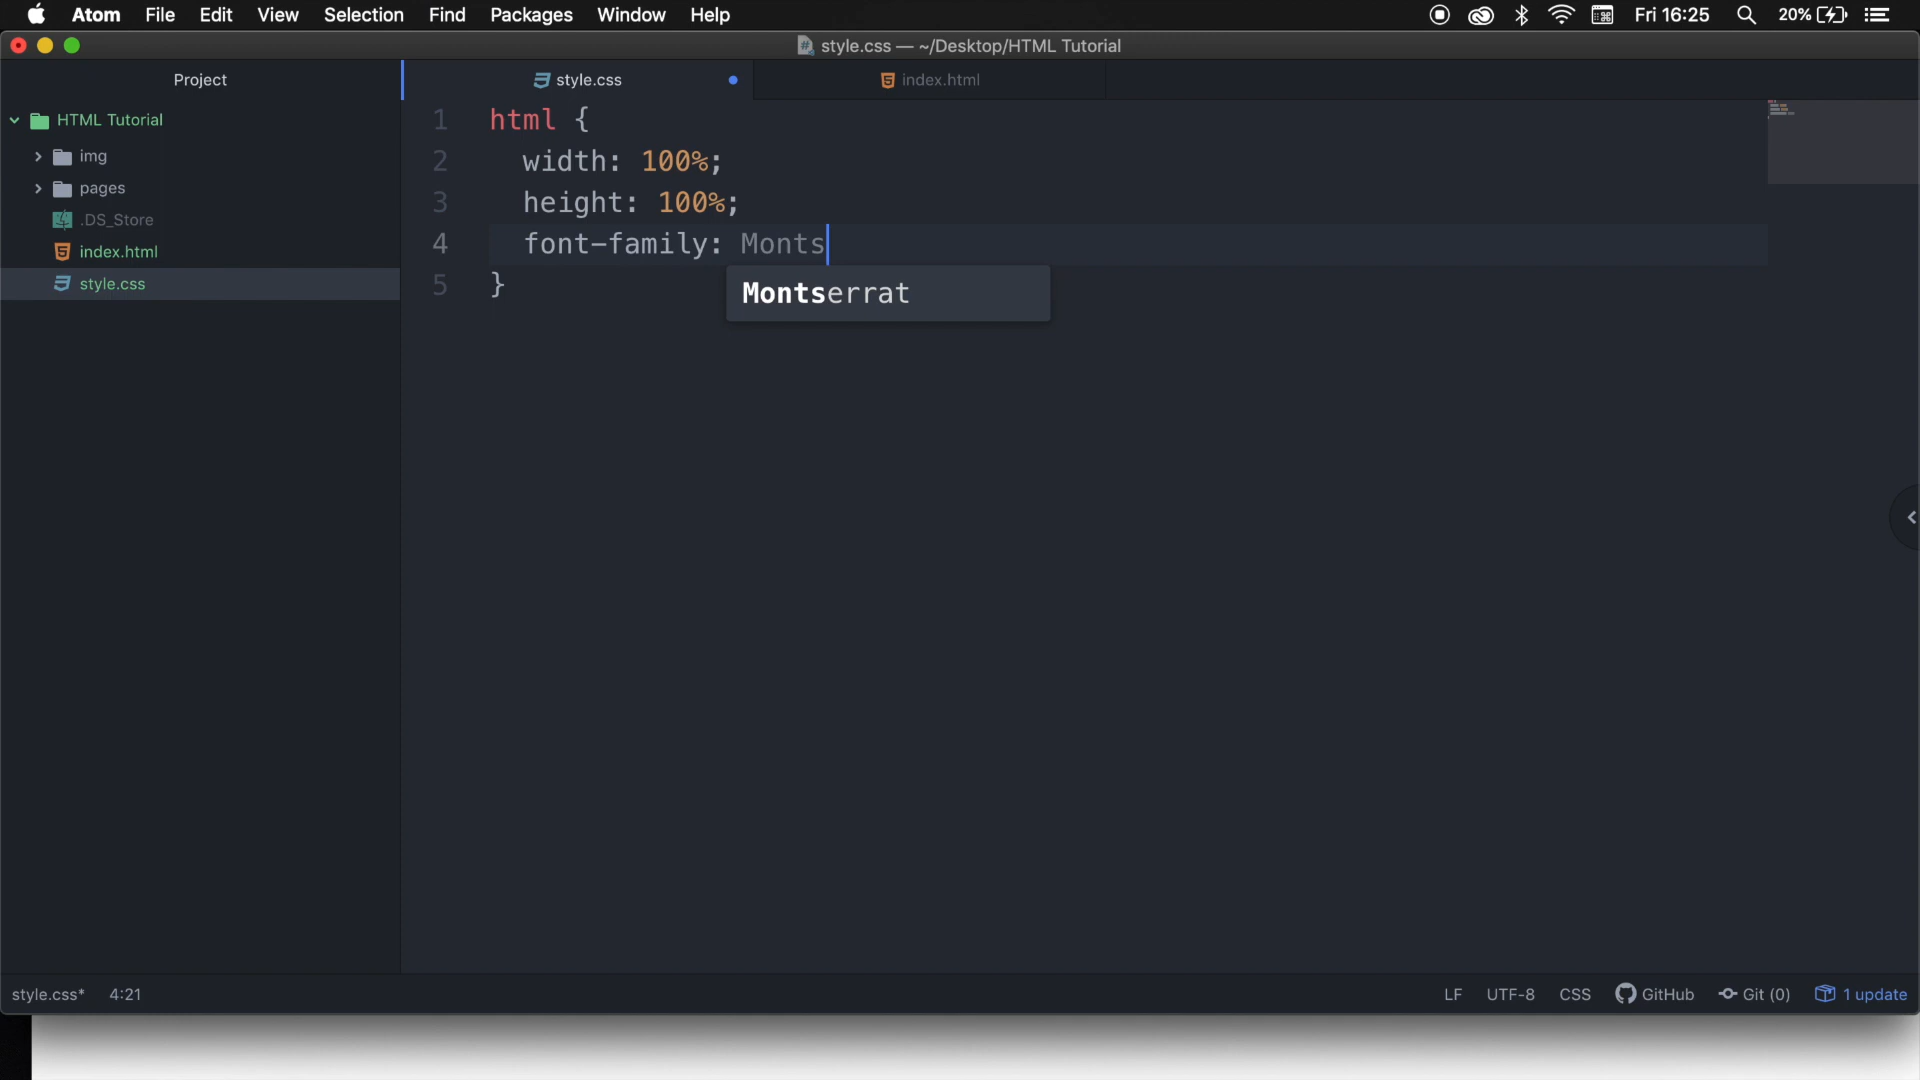 Atom File Edit View Selection Find Packages Window Help Fri 16:25 20%
style.css — ~/Desktop/HTML Tutorial
Project
style.css
index.html
HTML Tutorial
img
pages
.DS_Store
index.html
style.css
1 html {
2 width: 100%;
3 height: 100%;
4 font-family: Monts
5 }
Montserrat
style.css* 4:21 LF UTF-8 CSS GitHub Git (0) 1 update